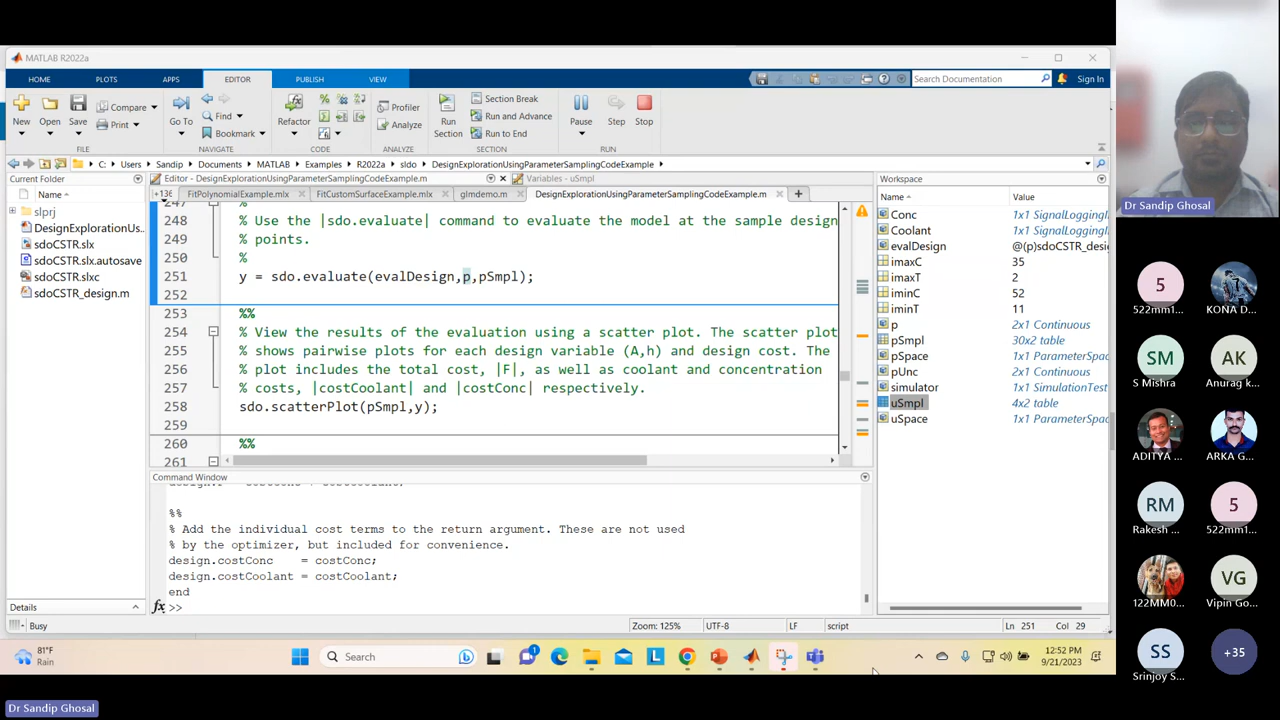 MATLAB R2022a
HOME PLOTS APPS EDITOR PUBLISH VIEW
Search Documentation Sign In
New Open Save Compare Print Go To Find Bookmark Refactor Profiler Analyze Run Section Section Break Run and Advance Run to End Pause Step Stop
FILE NAVIGATE CODE ANALYZE SECTION RUN
C: Users Sandip Documents MATLAB Examples R2022a sldo DesignExplorationUsingParameterSamplingCodeExample
Current Folder
Name
slprj
DesignExplorationUs...
sdoCSTR.slx
sdoCSTR.slx.autosave
sdoCSTR.slxc
sdoCSTR_design.m
Details
Editor - DesignExplorationUsingParameterSamplingCodeExample.m Variables - uSmpl
FitPolynomialExample.mlx FitCustomSurfaceExample.mlx glmdemo.m DesignExplorationUsingParameterSamplingCodeExample.m
247 %
248 % Use the |sdo.evaluate| command to evaluate the model at the sample design
249 % points.
250 %
251 y = sdo.evaluate(evalDesign,p,pSmpl);
252
253 %%
254 % View the results of the evaluation using a scatter plot. The scatter plot
255 % shows pairwise plots for each design variable (A,h) and design cost. The
256 % plot includes the total cost, |F|, as well as coolant and concentration
257 % costs, |costCoolant| and |costConc| respectively.
258 sdo.scatterPlot(pSmpl,y);
259
260 %%
261
Command Window
%%
% Add the individual cost terms to the return argument. These are not used
% by the optimizer, but included for convenience.
design.costConc = costConc;
design.costCoolant = costCoolant;
end
fx >>
Workspace
Name Value
Conc 1x1 SignalLoggingI
Coolant 1x1 SignalLoggingI
evalDesign @(p)sdoCSTR_desi
imaxC 35
imaxT 2
iminC 52
iminT 11
p 2x1 Continuous
pSmpl 30x2 table
pSpace 1x1 ParameterSpac
pUnc 2x1 Continuous
simulator 1x1 SimulationTest
uSmpl 4x2 table
uSpace 1x1 ParameterSpac
Busy Zoom: 125% UTF-8 LF script Ln 251 Col 29
81°F
Rain
Search
12:52 PM
9/21/2023
Dr Sandip Ghosal
5 522mm1...
KONA D...
SM S Mishra
AK Anurag k...
ADITYA ...
ARKA G...
RM Rakesh ...
5 522mm1...
122MM0...
VG Vipin Go...
SS Srinjoy S...
+35
Dr Sandip Ghosal